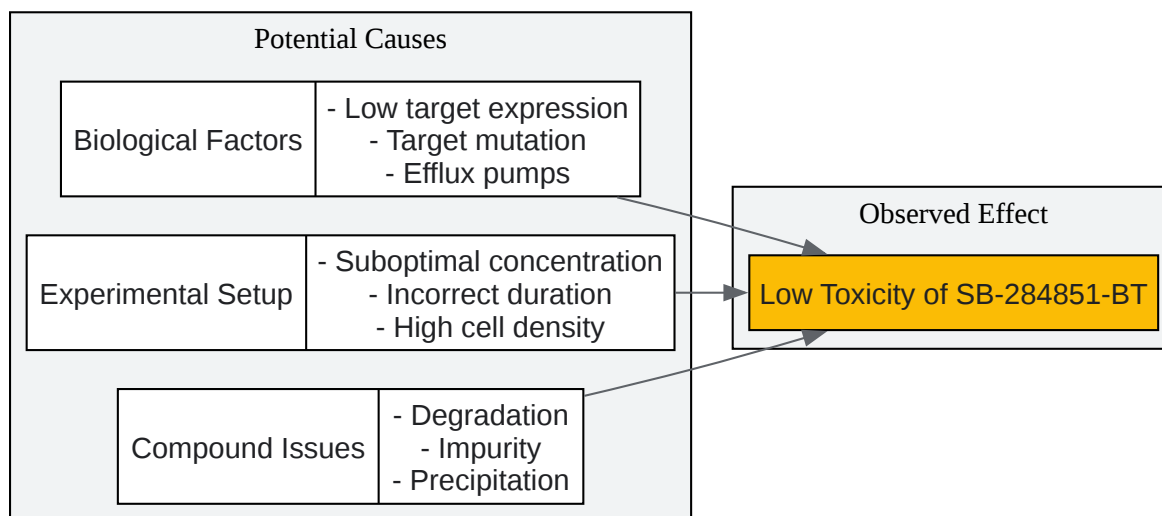 Potential Causes
Biological Factors
- Low target expression
- Target mutation
- Efflux pumps
Experimental Setup
- Suboptimal concentration
- Incorrect duration
- High cell density
Compound Issues
- Degradation
- Impurity
- Precipitation
Observed Effect
Low Toxicity of SB-284851-BT